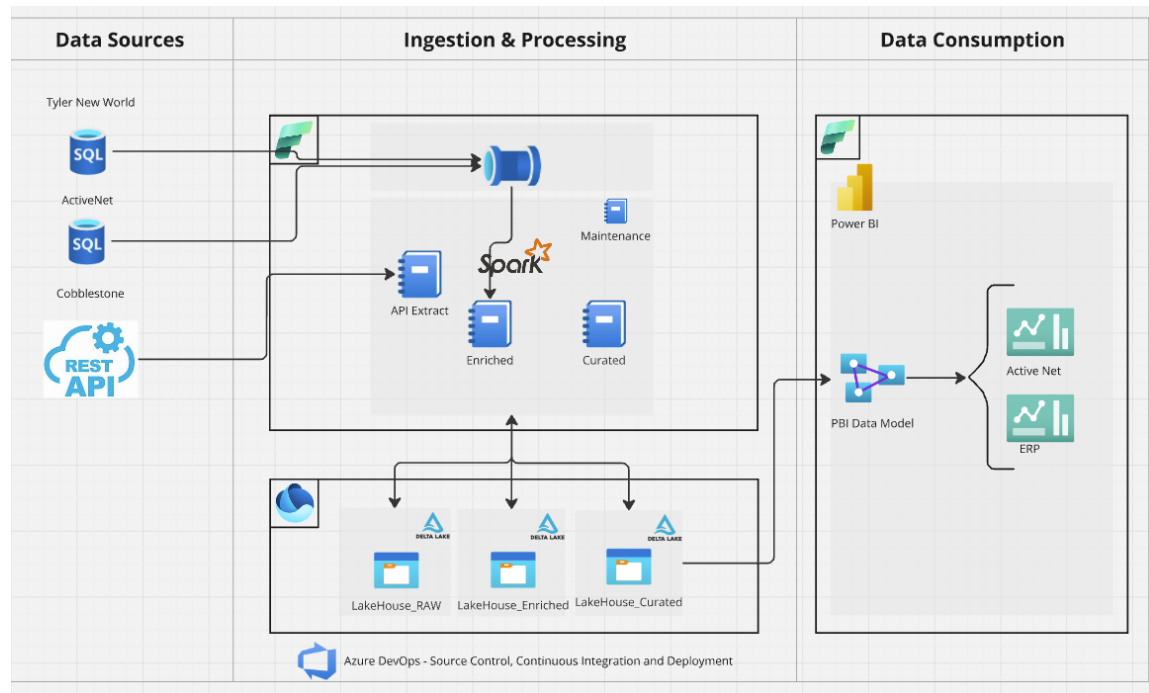 Data Sources
Ingestion & Processing
Data Consumption
Tyler New World
SQL
ActiveNet
SQL
Cobblestone
REST
API
Maintenance
Spark
API Extract
Enriched
Curated
Power BI
Active Net
PBI Data Model
ERP
DELTA LAKE
DELTA LAKE
DELTA LAKE
LakeHouse_RAW
LakeHouse_Enriched
LakeHouse_Curated
Azure DevOps - Source Control, Continuous Integration and Deployment